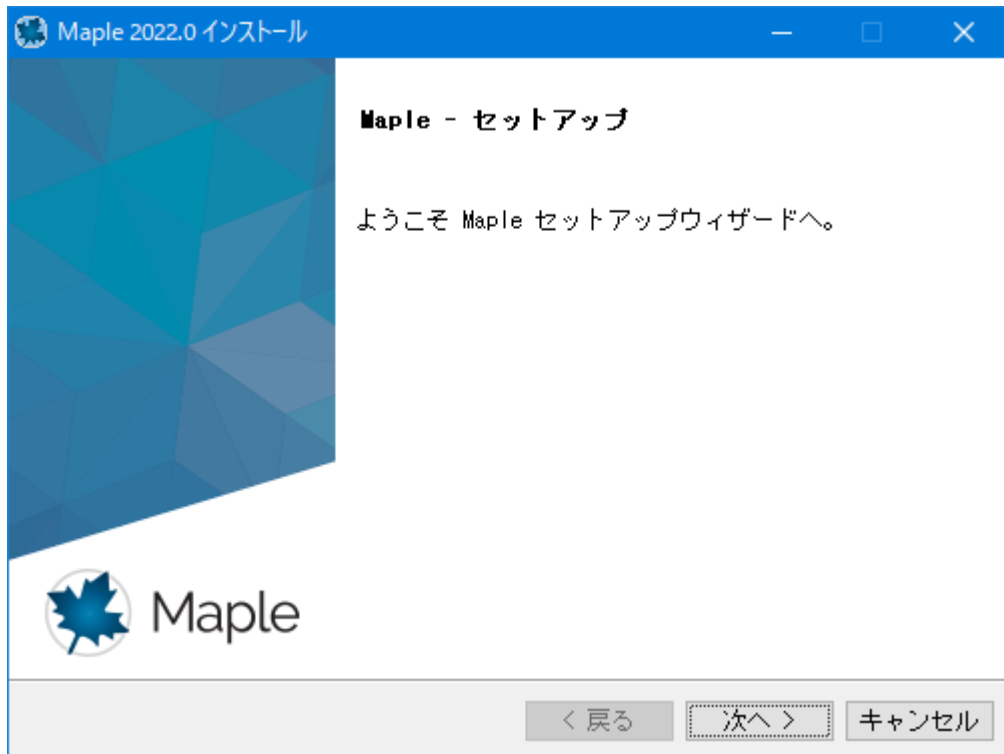 Maple 2022.0 インストール
Maple - セットアップ
ようこそ Maple セットアップウィザードへ。
Maple
< 戻る
次へ >
キャンセル